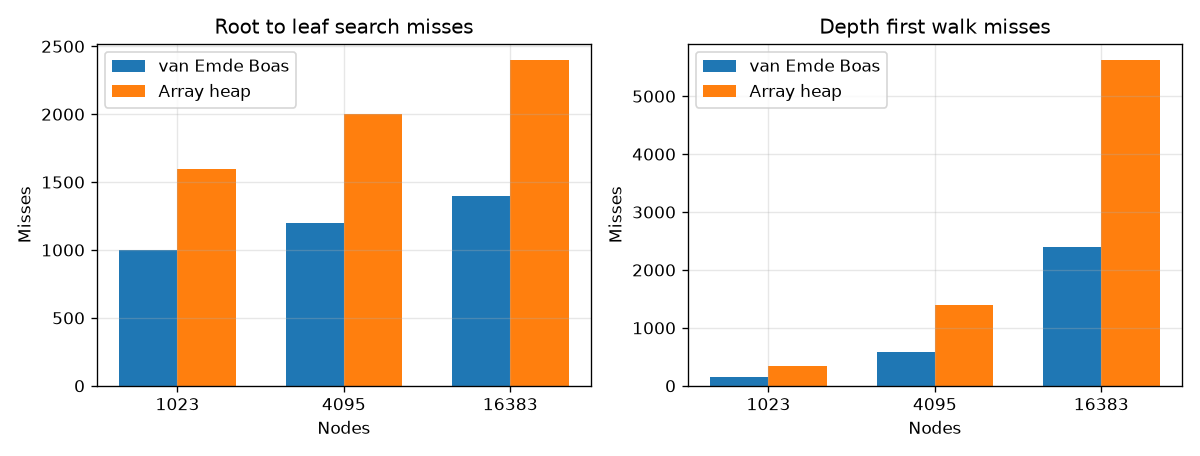 Root to leaf search misses
2500
2000
1500
1000
500
0
Misses
van Emde Boas
Array heap
1023
4095
16383
Nodes
Depth first walk misses
5000
4000
3000
2000
1000
0
Misses
van Emde Boas
Array heap
1023
4095
16383
Nodes